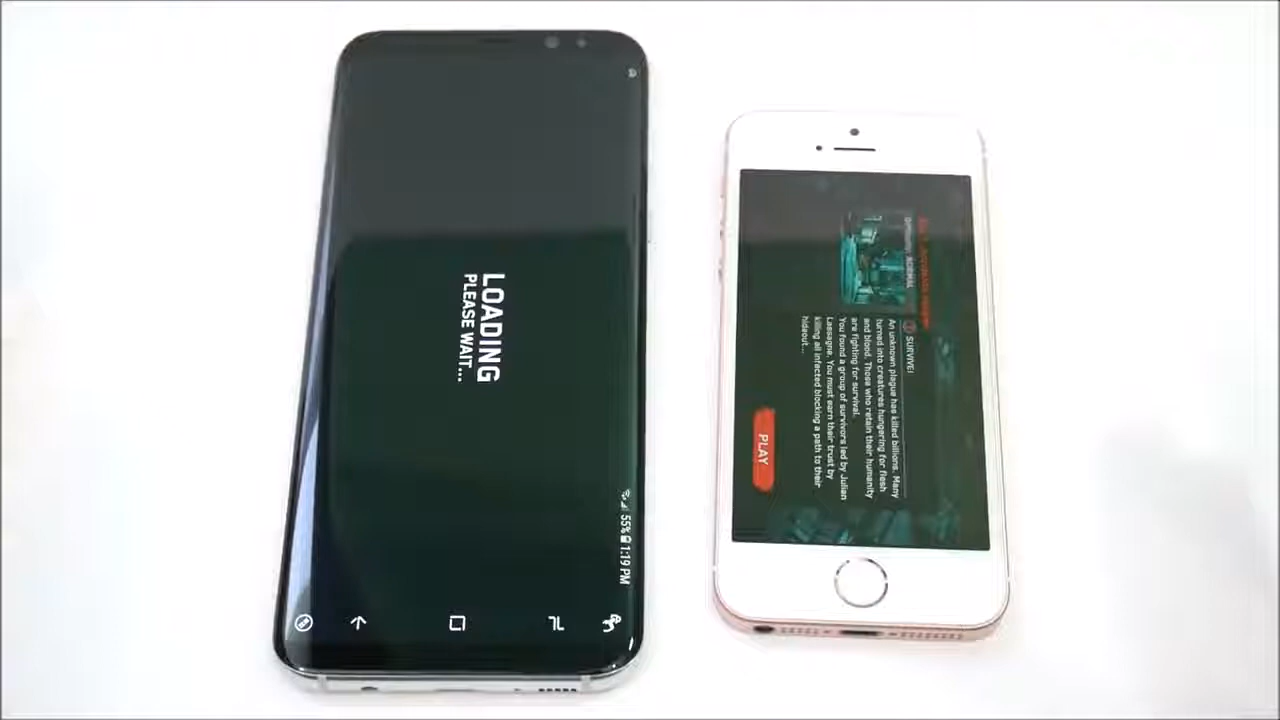 LOADING
PLEASE WAIT...
55% 1:19 PM
NORMAL
SURVIVE!
An unknown plague has killed billions. Many
turned into creatures hungering for flesh
and blood. Those who retain their humanity
are fighting for survival.
You found a group of survivors led by Julian
Lassagne. You must earn their trust by
killing all infected blocking a path to their
hideout...
PLAY